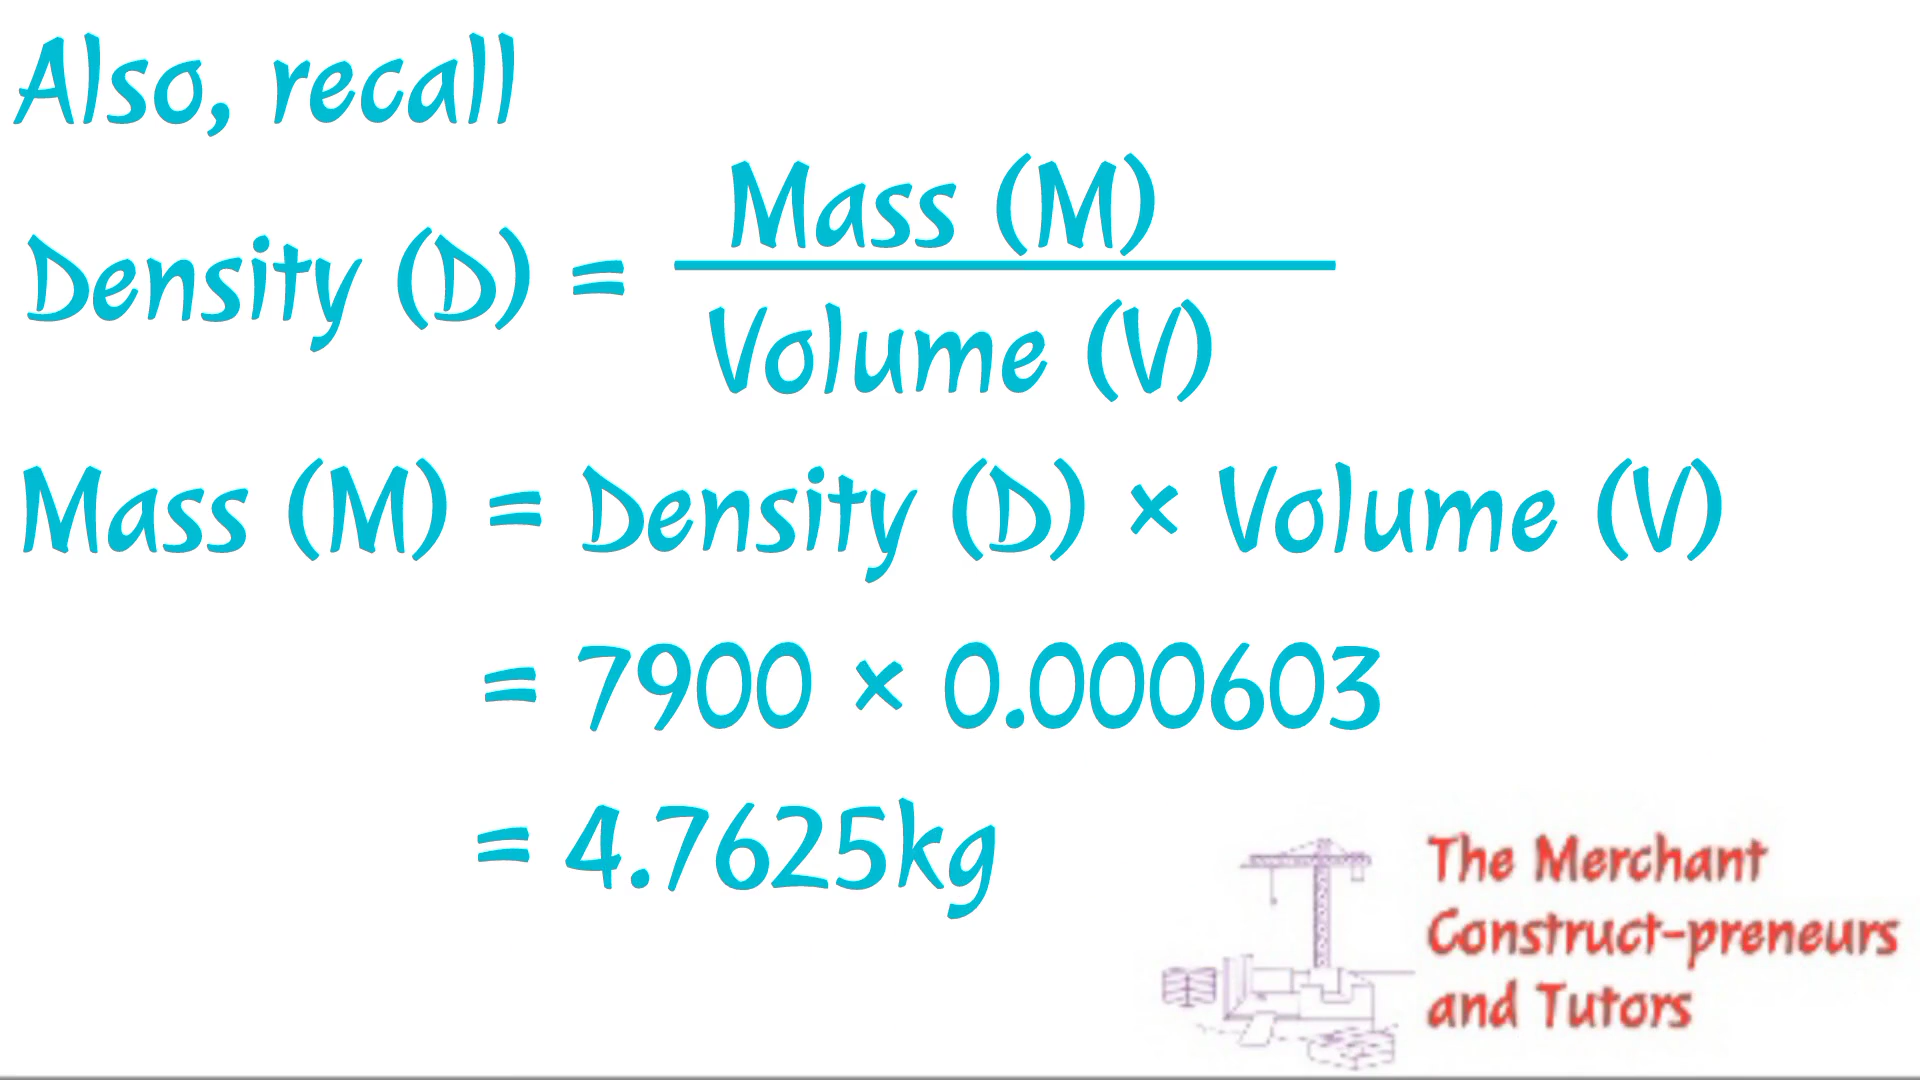 Also, recall
Mass (M)
Density (D) =
Volume (V)
Mass (M) = Density (D) × Volume (V)
= 7900 × 0.000603
= 4.7625kg
The Merchant
Construct-preneurs
and Tutors